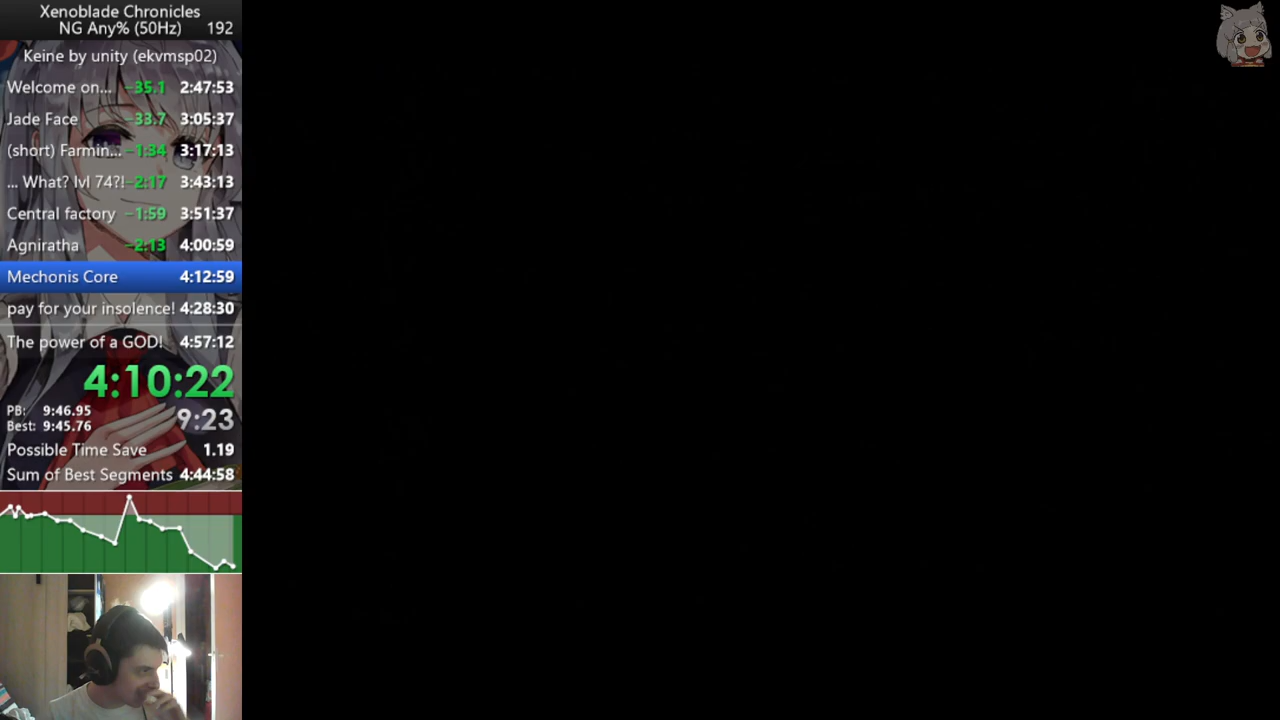 Xenoblade Chronicles
NG Any% (50Hz) 192
Keine by unity (ekvmsp02)
Welcome on... -35.1 2:47:53
Jade Face -33.7 3:05:37
(short) Farmin... -1:34 3:17:13
... What? lvl 74?! -2:17 3:43:13
Central factory -1:59 3:51:37
Agniratha -2:13 4:00:59
Mechonis Core 4:12:59
pay for your insolence! 4:28:30
The power of a GOD! 4:57:12
4:10:22
PB: 9:46.95
Best: 9:45.76
9:23
Possible Time Save 1.19
Sum of Best Segments 4:44:58